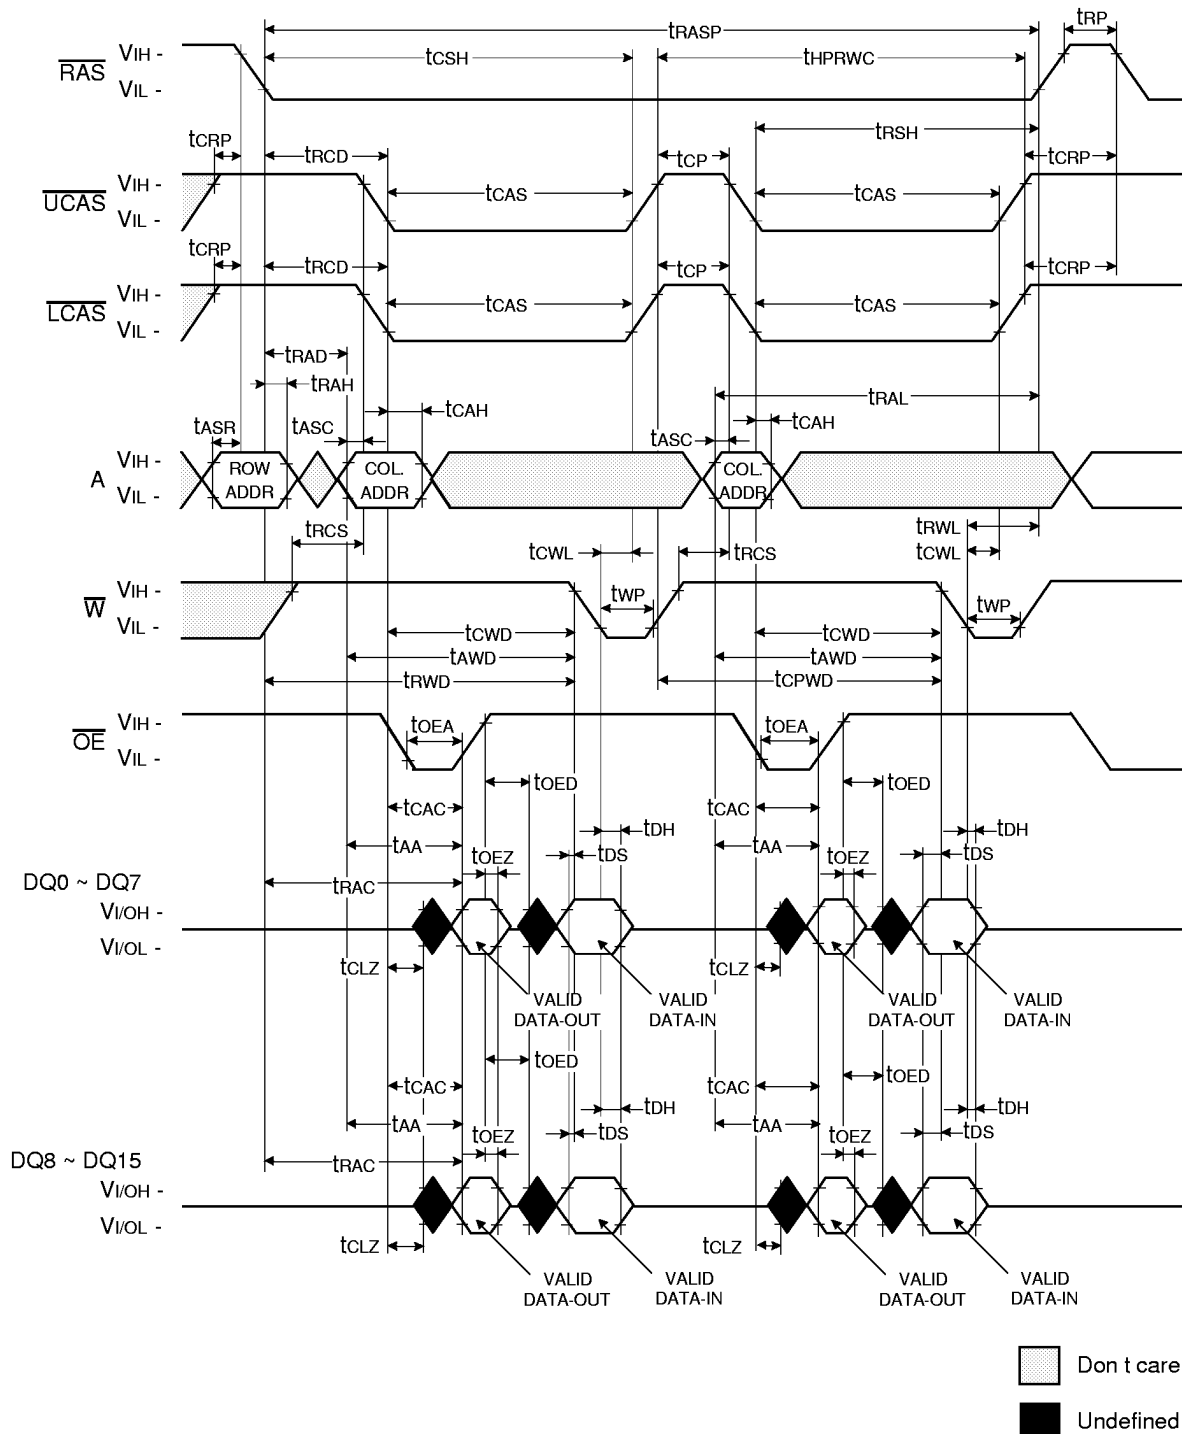 tRASP
tRP
tCSH
tHPRWC
RAS
VIH -
VIL -
tRSH
tCRP
tRCD
tCP
tCRP
UCAS
VIH -
VIL -
tCAS
tCAS
tCRP
tRCD
tCP
tCRP
LCAS
VIH -
VIL -
tCAS
tCAS
tRAD
tRAH
tRAL
tASR
tASC
tCAH
tASC
tCAH
A
VIH -
VIL -
ROW
ADDR
COL.
ADDR
COL.
ADDR
tRCS
tCWL
tRCS
tRWL
tCWL
W
VIH -
VIL -
tWP
tWP
tCWD
tCWD
tAWD
tAWD
tRWD
tCPWD
OE
VIH -
VIL -
tOEA
tOEA
tOED
tOED
tCAC
tCAC
tDH
tDH
tAA
tOEZ
tDS
tAA
tOEZ
tDS
DQ0 ~ DQ7
tRAC
VI/OH -
VI/OL -
tCLZ
tCLZ
VALID
DATA-OUT
VALID
DATA-IN
VALID
DATA-OUT
VALID
DATA-IN
tOED
tOED
tCAC
tCAC
tDH
tDH
tAA
tOEZ
tDS
tAA
tOEZ
tDS
DQ8 ~ DQ15
tRAC
VI/OH -
VI/OL -
tCLZ
tCLZ
VALID
DATA-OUT
VALID
DATA-IN
VALID
DATA-OUT
VALID
DATA-IN
Don t care
Undefined